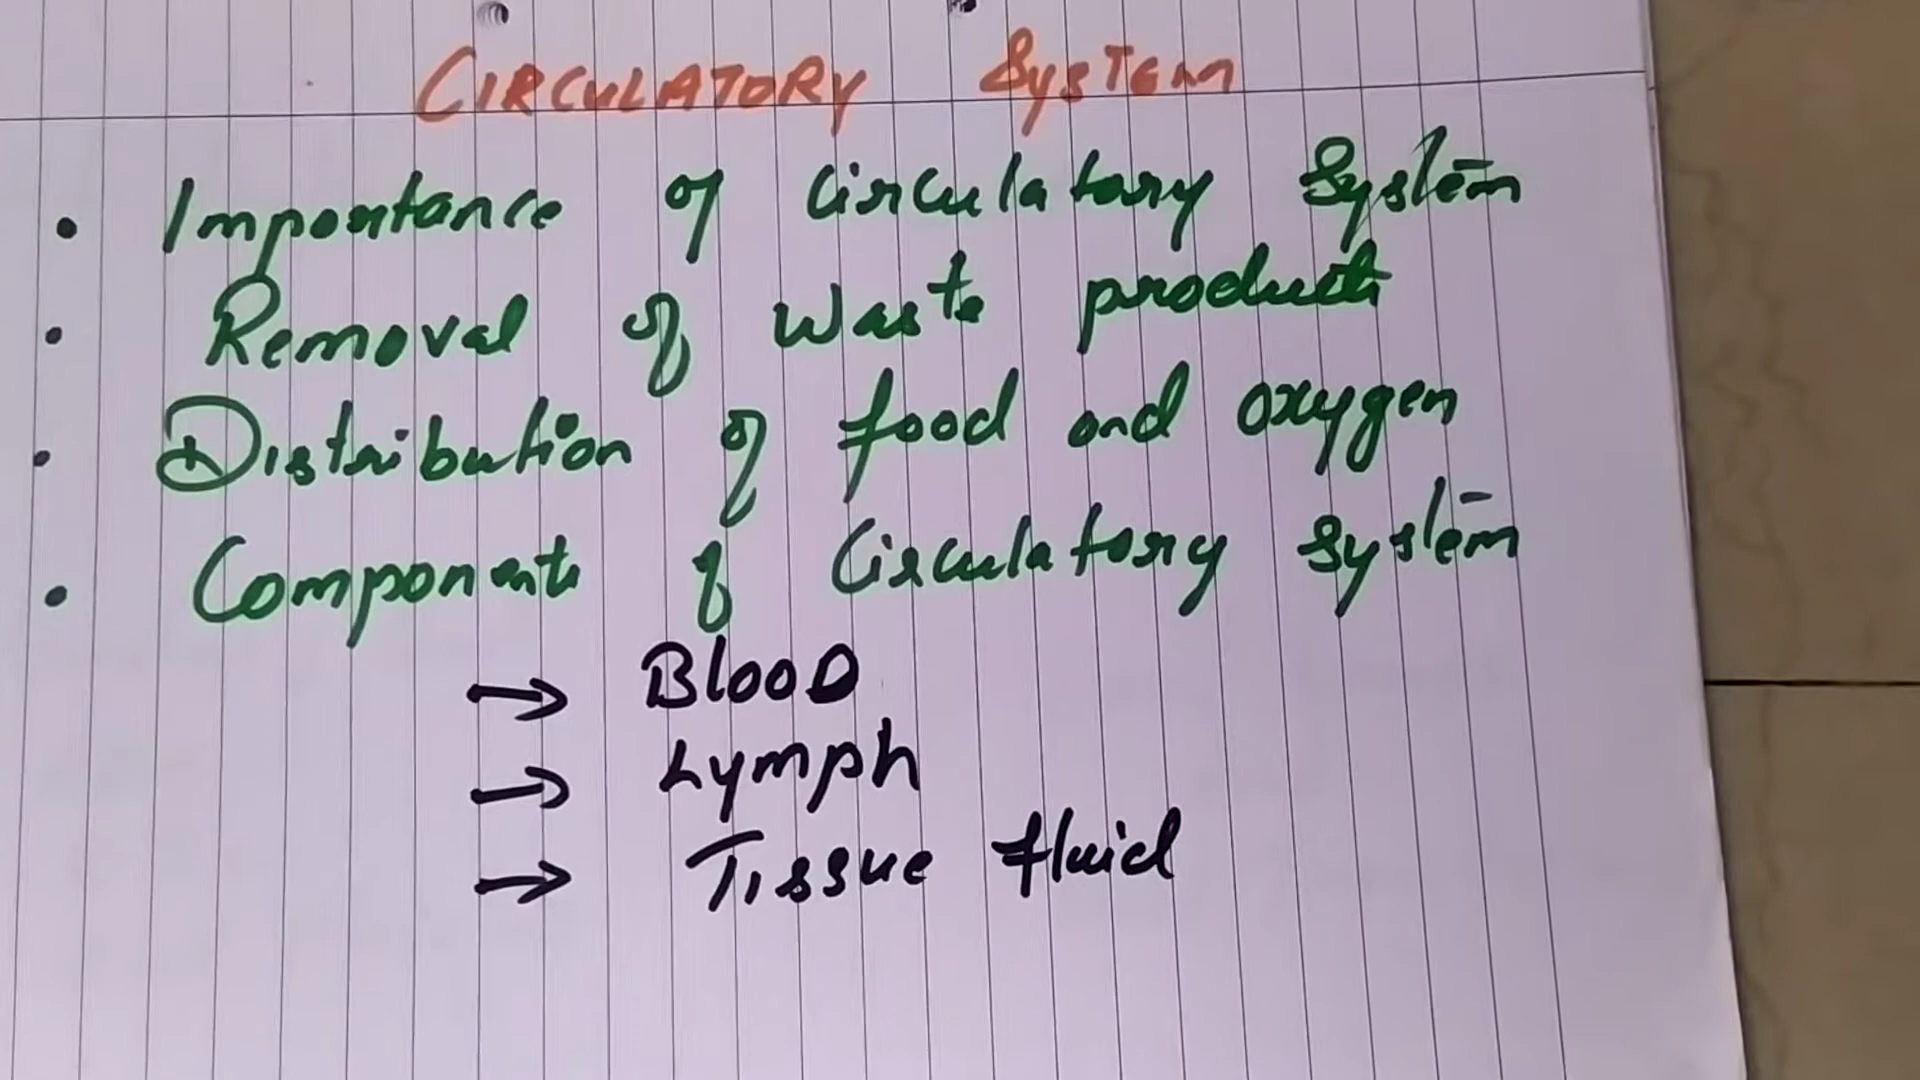 CIRCULATORY SYSTEM
• Importance of Circulatory System
• Removal of waste products
• Distribution of food and oxygen
• Components of Circulatory System
→ BlooD
→ Lymph
→ Tissue fluid